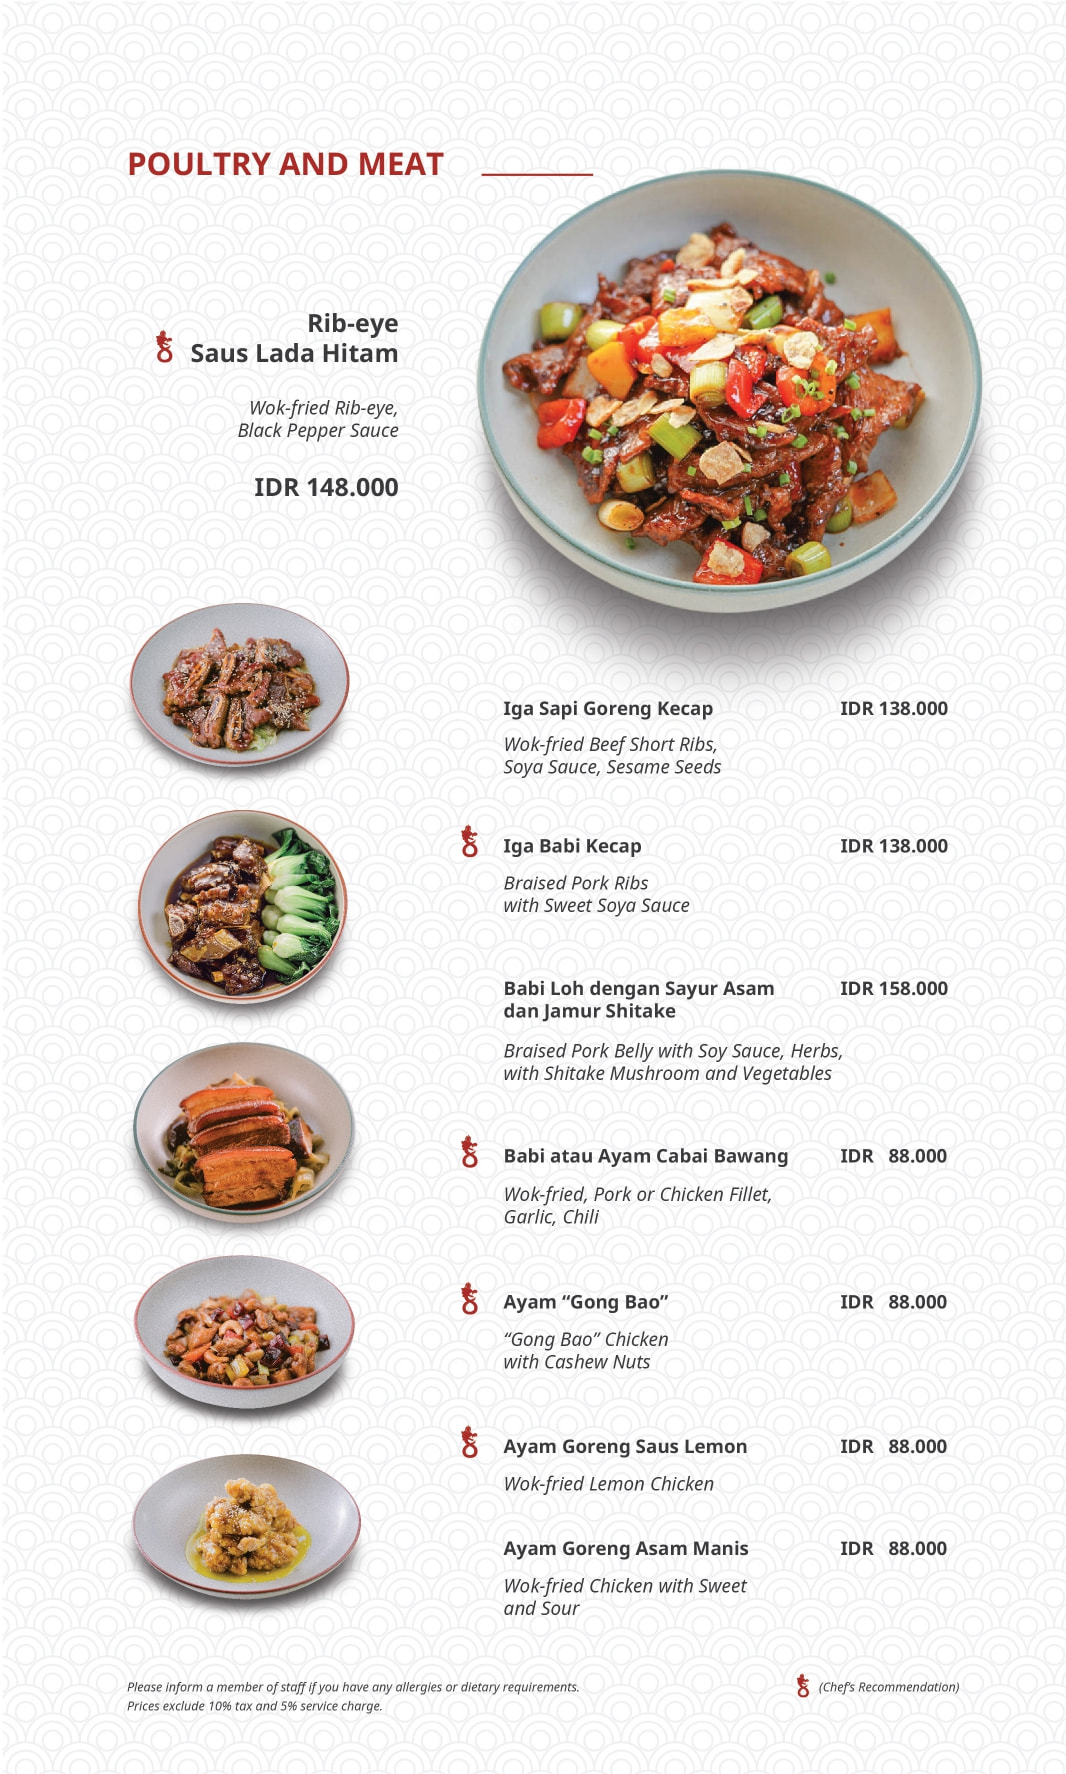 POULTRY AND MEAT
Rib-eye
Saus Lada Hitam
Wok-fried Rib-eye,
Black Pepper Sauce
IDR 148.000
Iga Sapi Goreng Kecap IDR 138.000
Wok-fried Beef Short Ribs,
Soya Sauce, Sesame Seeds
Iga Babi Kecap IDR 138.000
Braised Pork Ribs
with Sweet Soya Sauce
Babi Loh dengan Sayur Asam IDR 158.000
dan Jamur Shitake
Braised Pork Belly with Soy Sauce, Herbs,
with Shitake Mushroom and Vegetables
Babi atau Ayam Cabai Bawang IDR 88.000
Wok-fried, Pork or Chicken Fillet,
Garlic, Chili
Ayam “Gong Bao” IDR 88.000
“Gong Bao” Chicken
with Cashew Nuts
Ayam Goreng Saus Lemon IDR 88.000
Wok-fried Lemon Chicken
Ayam Goreng Asam Manis IDR 88.000
Wok-fried Chicken with Sweet
and Sour
Please inform a member of staff if you have any allergies or dietary requirements.
Prices exclude 10% tax and 5% service charge.
(Chef's Recommendation)